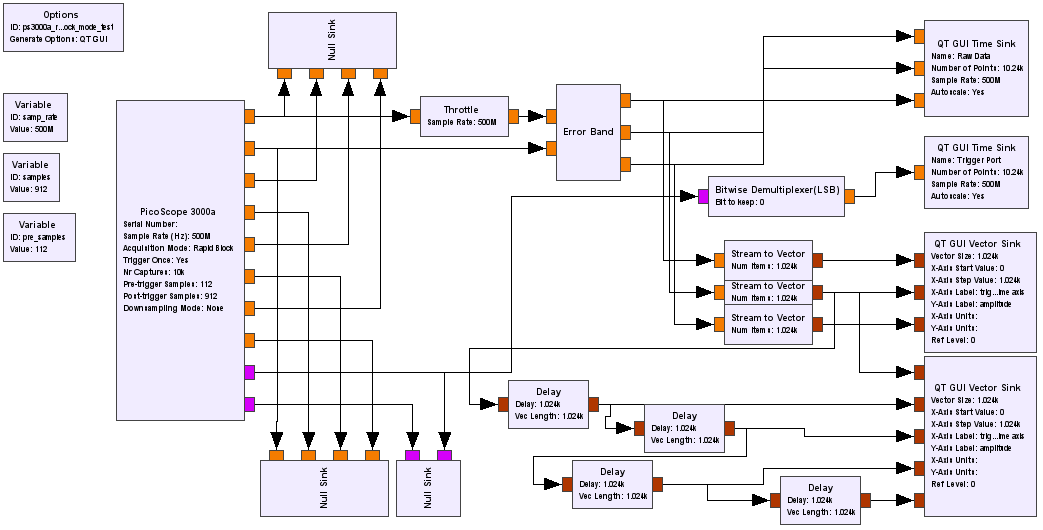 Options
ID: ps3000a_r...ock_mode_test
Generate Options: QT GUI
Variable
ID: samp_rate
Value: 500M
Variable
ID: samples
Value: 912
Variable
ID: pre_samples
Value: 112
Null Sink
PicoScope 3000a
Serial Number:
Sample Rate (Hz): 500M
Acquisition Mode: Rapid Block
Trigger Once: Yes
Nr Captures: 10k
Pre-trigger Samples: 112
Post-trigger Samples: 912
Downsampling Mode: None
Throttle
Sample Rate: 500M
Error Band
QT GUI Time Sink
Name: Raw Data
Number of Points: 10.24k
Sample Rate: 500M
Autoscale: Yes
Bitwise Demultiplexer(LSB)
Bit to keep: 0
QT GUI Time Sink
Name: Trigger Port
Number of Points: 10.24k
Sample Rate: 500M
Autoscale: Yes
Stream to Vector
Num Items: 1.024k
Stream to Vector
Num Items: 1.024k
Stream to Vector
Num Items: 1.024k
QT GUI Vector Sink
Vector Size: 1.024k
X-Axis Start Value: 0
X-Axis Step Value: 1.024k
X-Axis Label: trig...ime axis
Y-Axis Label: amplitude
X-Axis Units:
Y-Axis Units:
Ref Level: 0
Delay
Delay: 1.024k
Vec Length: 1.024k
Delay
Delay: 1.024k
Vec Length: 1.024k
Delay
Delay: 1.024k
Vec Length: 1.024k
Delay
Delay: 1.024k
Vec Length: 1.024k
QT GUI Vector Sink
Vector Size: 1.024k
X-Axis Start Value: 0
X-Axis Step Value: 1.024k
X-Axis Label: trig...ime axis
Y-Axis Label: amplitude
X-Axis Units:
Y-Axis Units:
Ref Level: 0
Null Sink
Null Sink